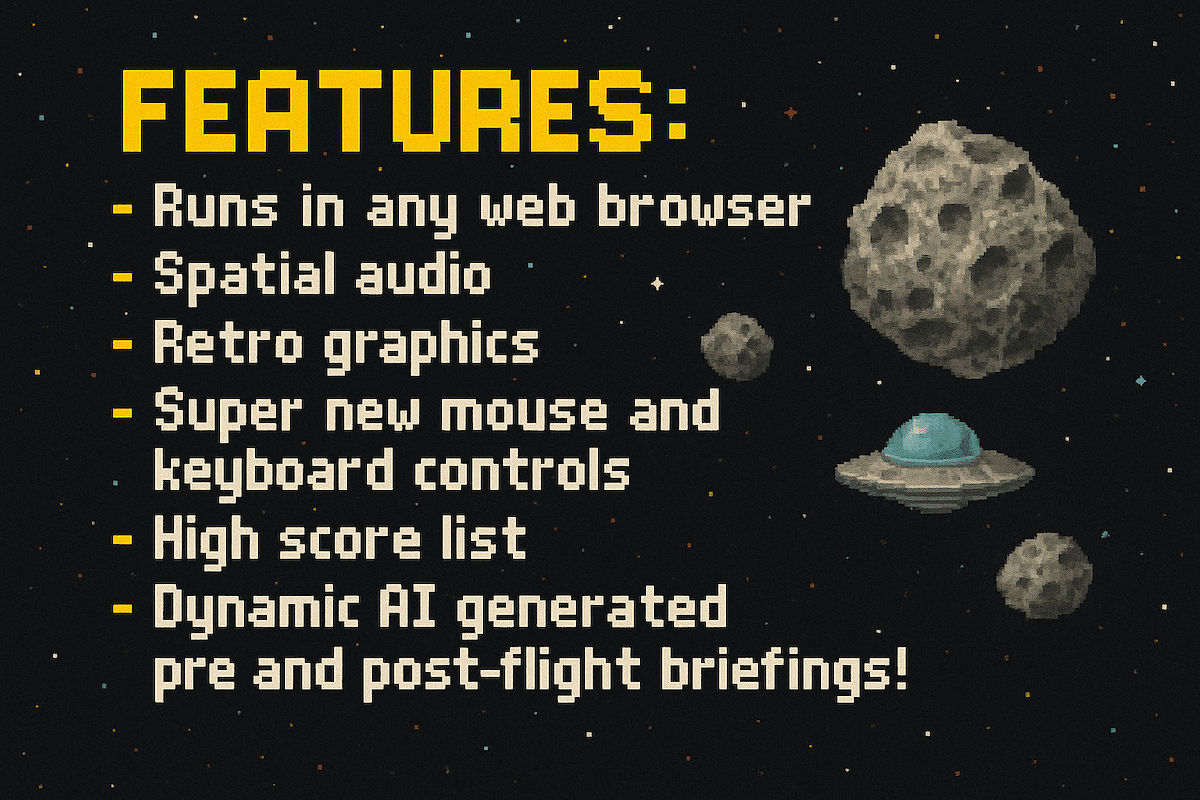 FEATURES:
- Runs in any web browser
- Spatial audio
- Retro graphics
- Super new mouse and
keyboard controls
- High score list
- Dynamic AI generated
pre and post-flight briefings!